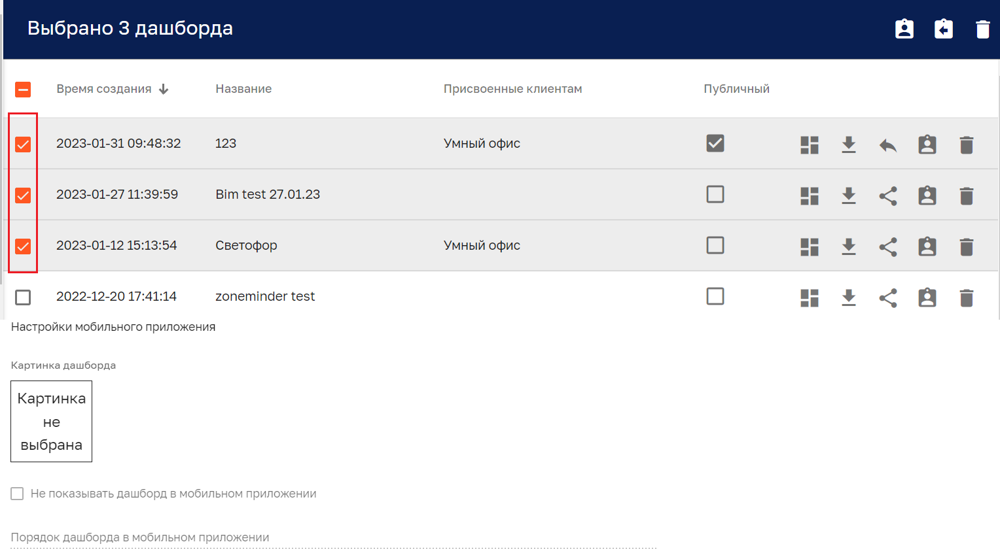 Выбрано 3 дашборда
Время создания Название Присвоенные клиентам Публичный
2023-01-31 09:48:32 123 Умный офис
2023-01-27 11:39:59 Bim test 27.01.23
2023-01-12 15:13:54 Светофор Умный офис
2022-12-20 17:41:14 zoneminder test
Настройки мобильного приложения
Картинка дашборда
Картинка
не
выбрана
Не показывать дашборд в мобильном приложении
Порядок дашборда в мобильном приложении